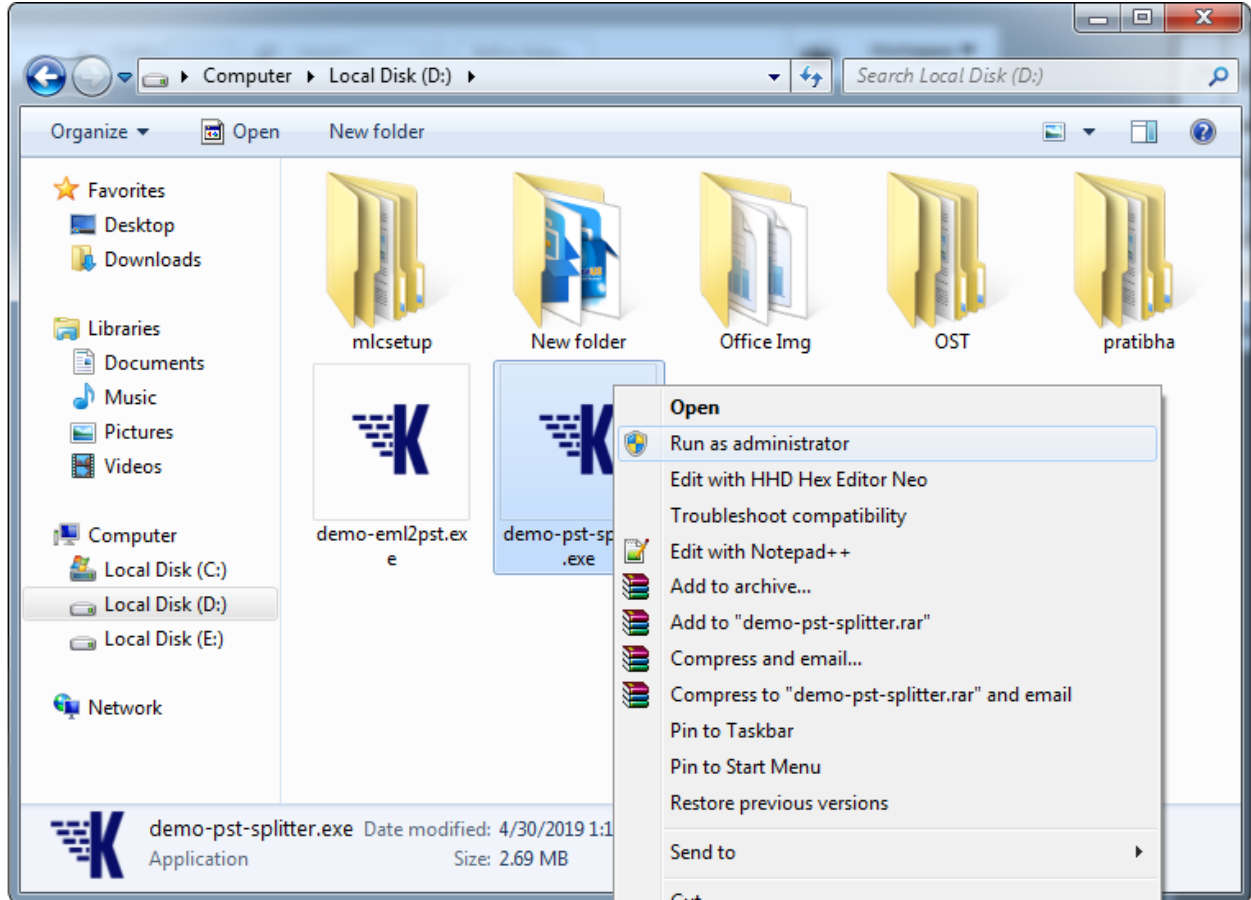 Computer ▸ Local Disk (D:) ▸
Search Local Disk (D:)
Organize Open New folder
Favorites
Desktop
Downloads
Libraries
Documents
Music
Pictures
Videos
Computer
Local Disk (C:)
Local Disk (D:)
Local Disk (E:)
Network
mlcsetup
New folder
Office Img
OST
pratibha
demo-eml2pst.ex
e
demo-pst-sp
.exe
Open
Run as administrator
Edit with HHD Hex Editor Neo
Troubleshoot compatibility
Edit with Notepad++
Add to archive...
Add to "demo-pst-splitter.rar"
Compress and email...
Compress to "demo-pst-splitter.rar" and email
Pin to Taskbar
Pin to Start Menu
Restore previous versions
Send to
demo-pst-splitter.exe Date modified: 4/30/2019 1:1
Application Size: 2.69 MB